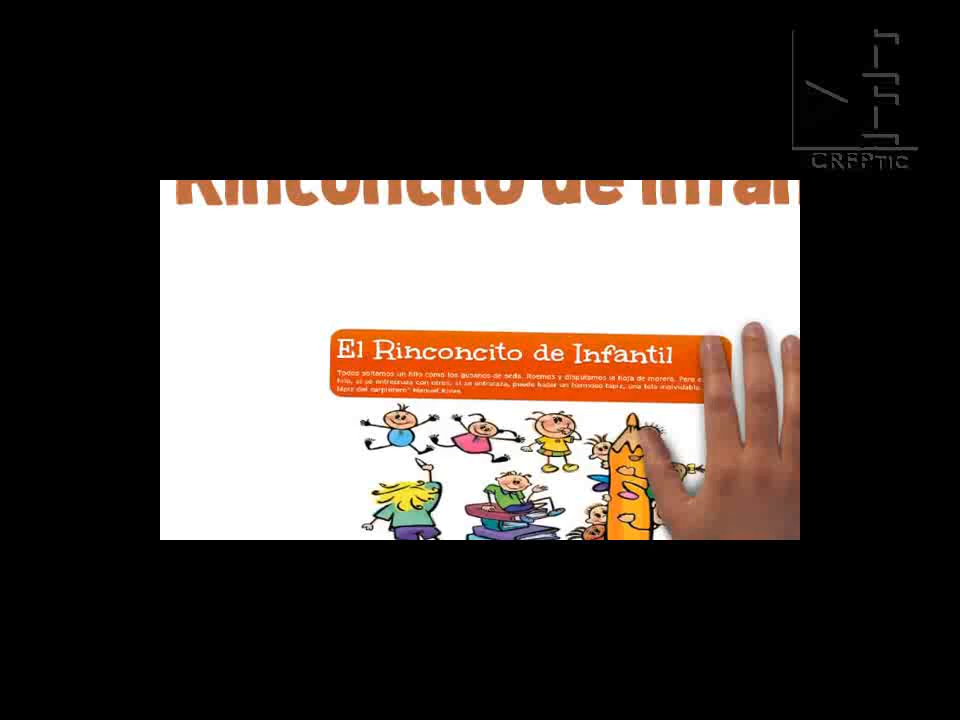 CREPTIC
Rinconcito de Infan
El Rinconcito de Infantil
Todos soltamos un hilo como los gusanos de seda. Roemos y disputamos la hoja de morera. Pero e
hilo, si se entrecruza con otros, si se entrelaza, puede hacer un hermoso tapiz, una tela inolvidable.
lápiz del carpintero" Manuel Rivas